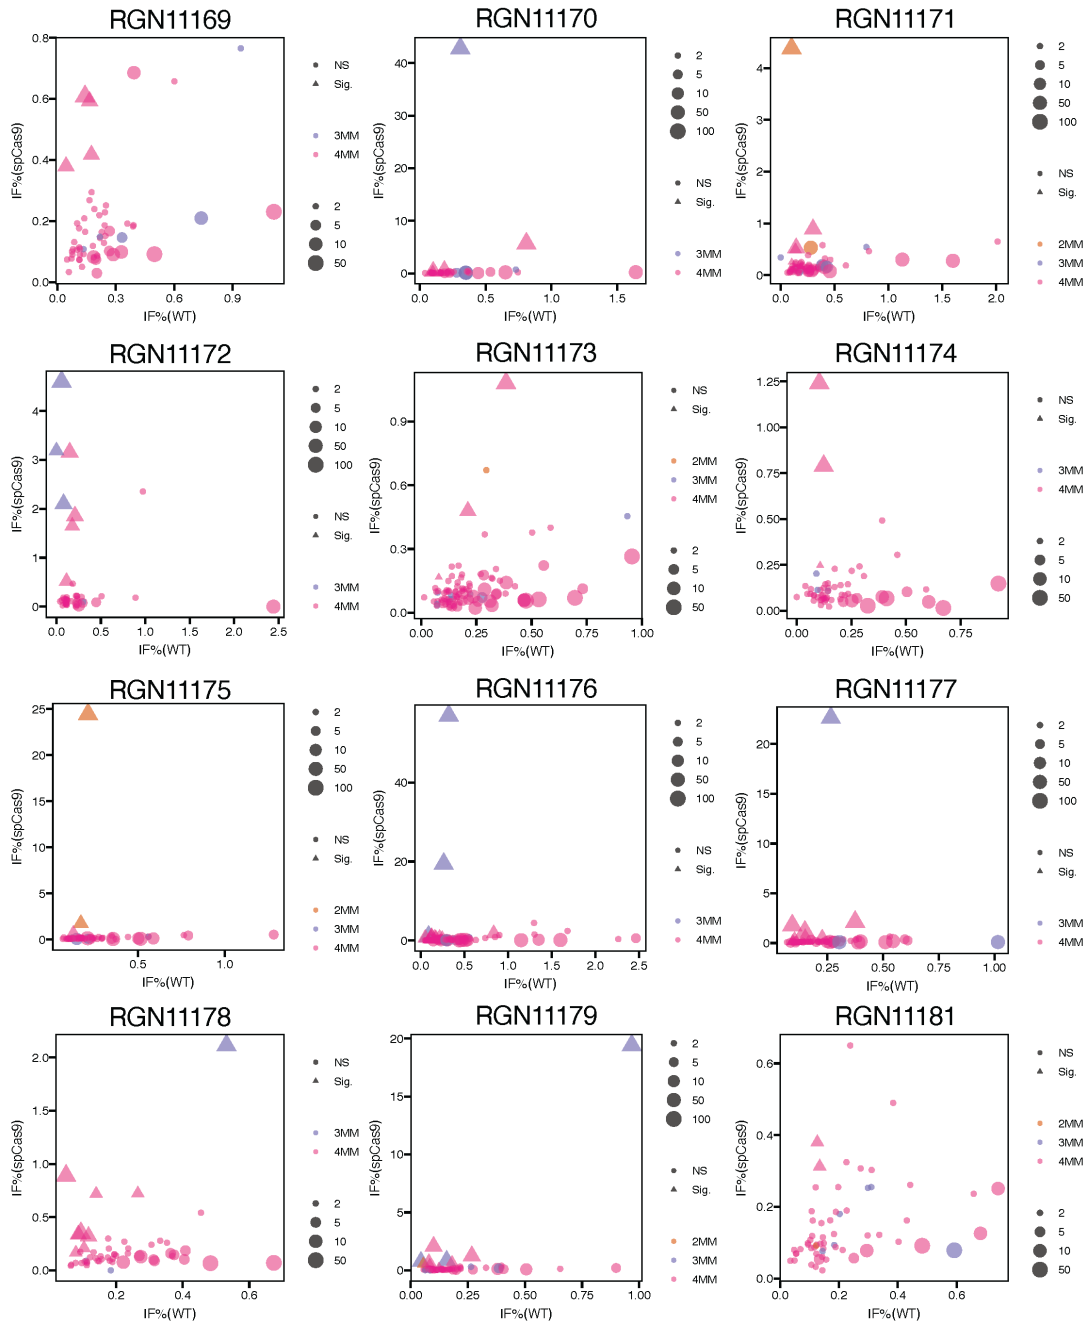 RGN11169
0.8
0.6
0.4
0.2
0.0
IF%(spCas9)
0.0
0.3
0.6
0.9
IF%(WT)
NS
Sig.
3MM
4MM
2
5
10
50
RGN11170
40
30
20
10
0
IF%(spCas9)
0.0
0.5
1.0
1.5
IF%(WT)
2
5
10
50
100
NS
Sig.
3MM
4MM
RGN11171
4
3
2
1
0
IF%(spCas9)
0.0
0.5
1.0
1.5
2.0
IF%(WT)
2
5
10
50
100
NS
Sig.
2MM
3MM
4MM
RGN11172
4
3
2
1
0
IF%(spCas9)
0.0
0.5
1.0
1.5
2.0
2.5
IF%(WT)
2
5
10
50
100
NS
Sig.
3MM
4MM
RGN11173
0.9
0.6
0.3
0.0
IF%(spCas9)
0.00
0.25
0.50
0.75
1.00
IF%(WT)
NS
Sig.
2MM
3MM
4MM
2
5
10
50
RGN11174
1.25
1.00
0.75
0.50
0.25
0.00
IF%(spCas9)
0.00
0.25
0.50
0.75
IF%(WT)
NS
Sig.
3MM
4MM
2
5
10
50
RGN11175
25
20
15
10
5
0
IF%(spCas9)
0.5
1.0
IF%(WT)
2
5
10
50
100
NS
Sig.
2MM
3MM
4MM
RGN11176
40
20
0
IF%(spCas9)
0.0
0.5
1.0
1.5
2.0
2.5
IF%(WT)
2
5
10
50
100
NS
Sig.
3MM
4MM
RGN11177
20
15
10
5
0
IF%(spCas9)
0.25
0.50
0.75
1.00
IF%(WT)
2
5
10
50
100
NS
Sig.
3MM
4MM
RGN11178
2.0
1.5
1.0
0.5
0.0
IF%(spCas9)
0.2
0.4
0.6
IF%(WT)
NS
Sig.
3MM
4MM
2
5
10
50
RGN11179
20
15
10
5
0
IF%(spCas9)
0.00
0.25
0.50
0.75
1.00
IF%(WT)
2
5
10
50
100
NS
Sig.
2MM
3MM
4MM
RGN11181
0.6
0.4
0.2
0.0
IF%(spCas9)
0.0
0.2
0.4
0.6
IF%(WT)
NS
Sig.
2MM
3MM
4MM
2
5
10
50